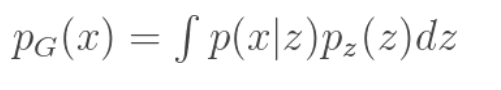 p_G(x) = ∫ p(x|z)p_z(z)dz